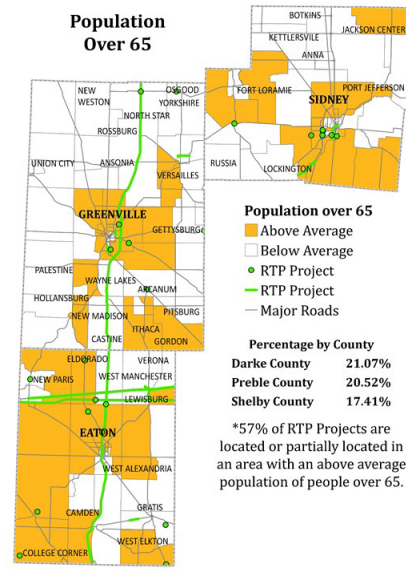 Population
Over 65
BOTKINS
JACKSON CENTER
KETTLERSVILE
ANNA
FORT LORAMIE
PORT JEFFERSON
SIDNEY
RUSSIA
LOCKINGTON
NEW
WESTON
OSGOOD
YORKSHIRE
NORTH STAR
ROSSBURG
UNION CITY
ANSONIA
VERSAILLES
GREENVILLE
GETTYSBURG
PALESTINE
WAYNE LAKES
ARCANUM
HOLLANSBURG
NEW MADISON
PITSBURG
ITHACA
GORDON
CASTINE
ELDORADO
VERONA
NEW PARIS
WEST MANCHESTER
LEWISBURG
EATON
WEST ALEXANDRIA
CAMDEN
GRATIS
WEST ELKTON
COLLEGE CORNER
Population over 65
Above Average
Below Average
RTP Project
RTP Project
Major Roads
Percentage by County
Darke County 21.07%
Preble County 20.52%
Shelby County 17.41%
*57% of RTP Projects are
located or partially located in
an area with an above average
population of people over 65.